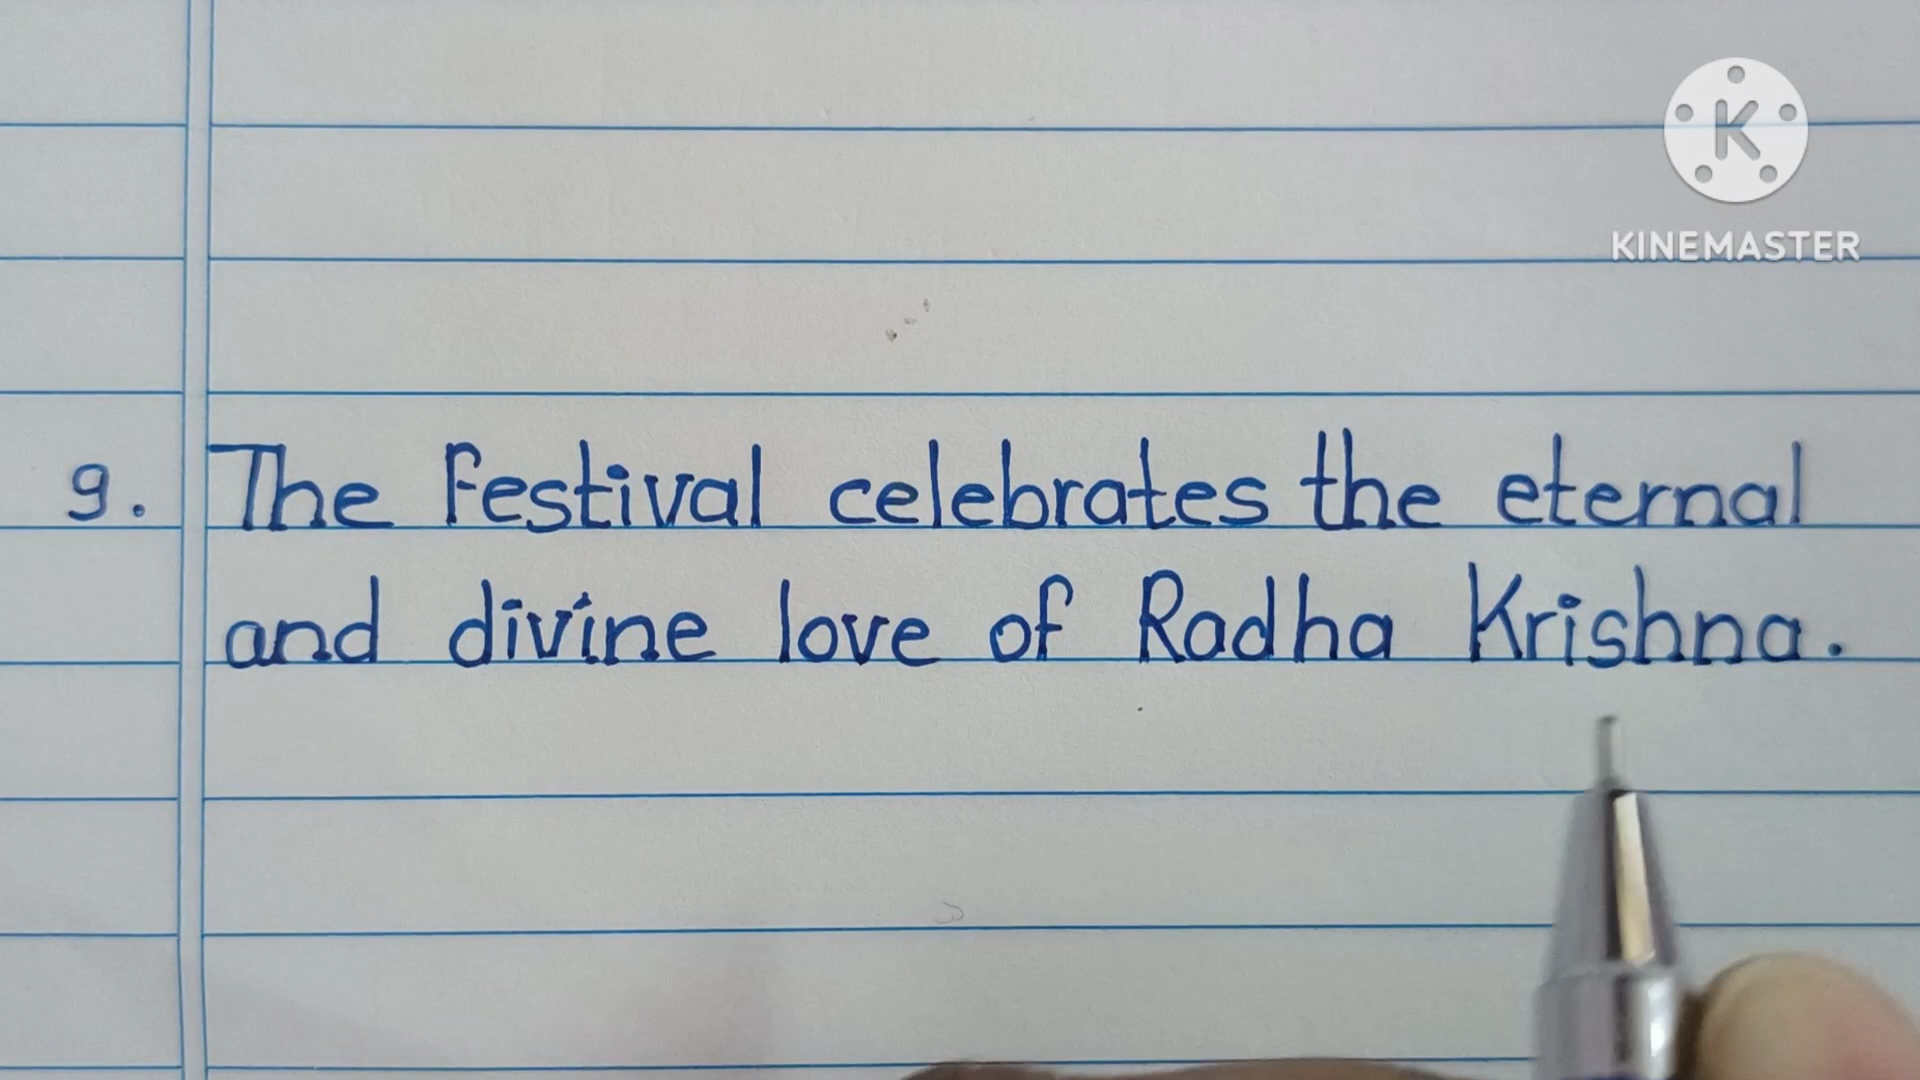 KINEMASTER
9. The festival celebrates the eternal
and divine love of Radha Krishna.